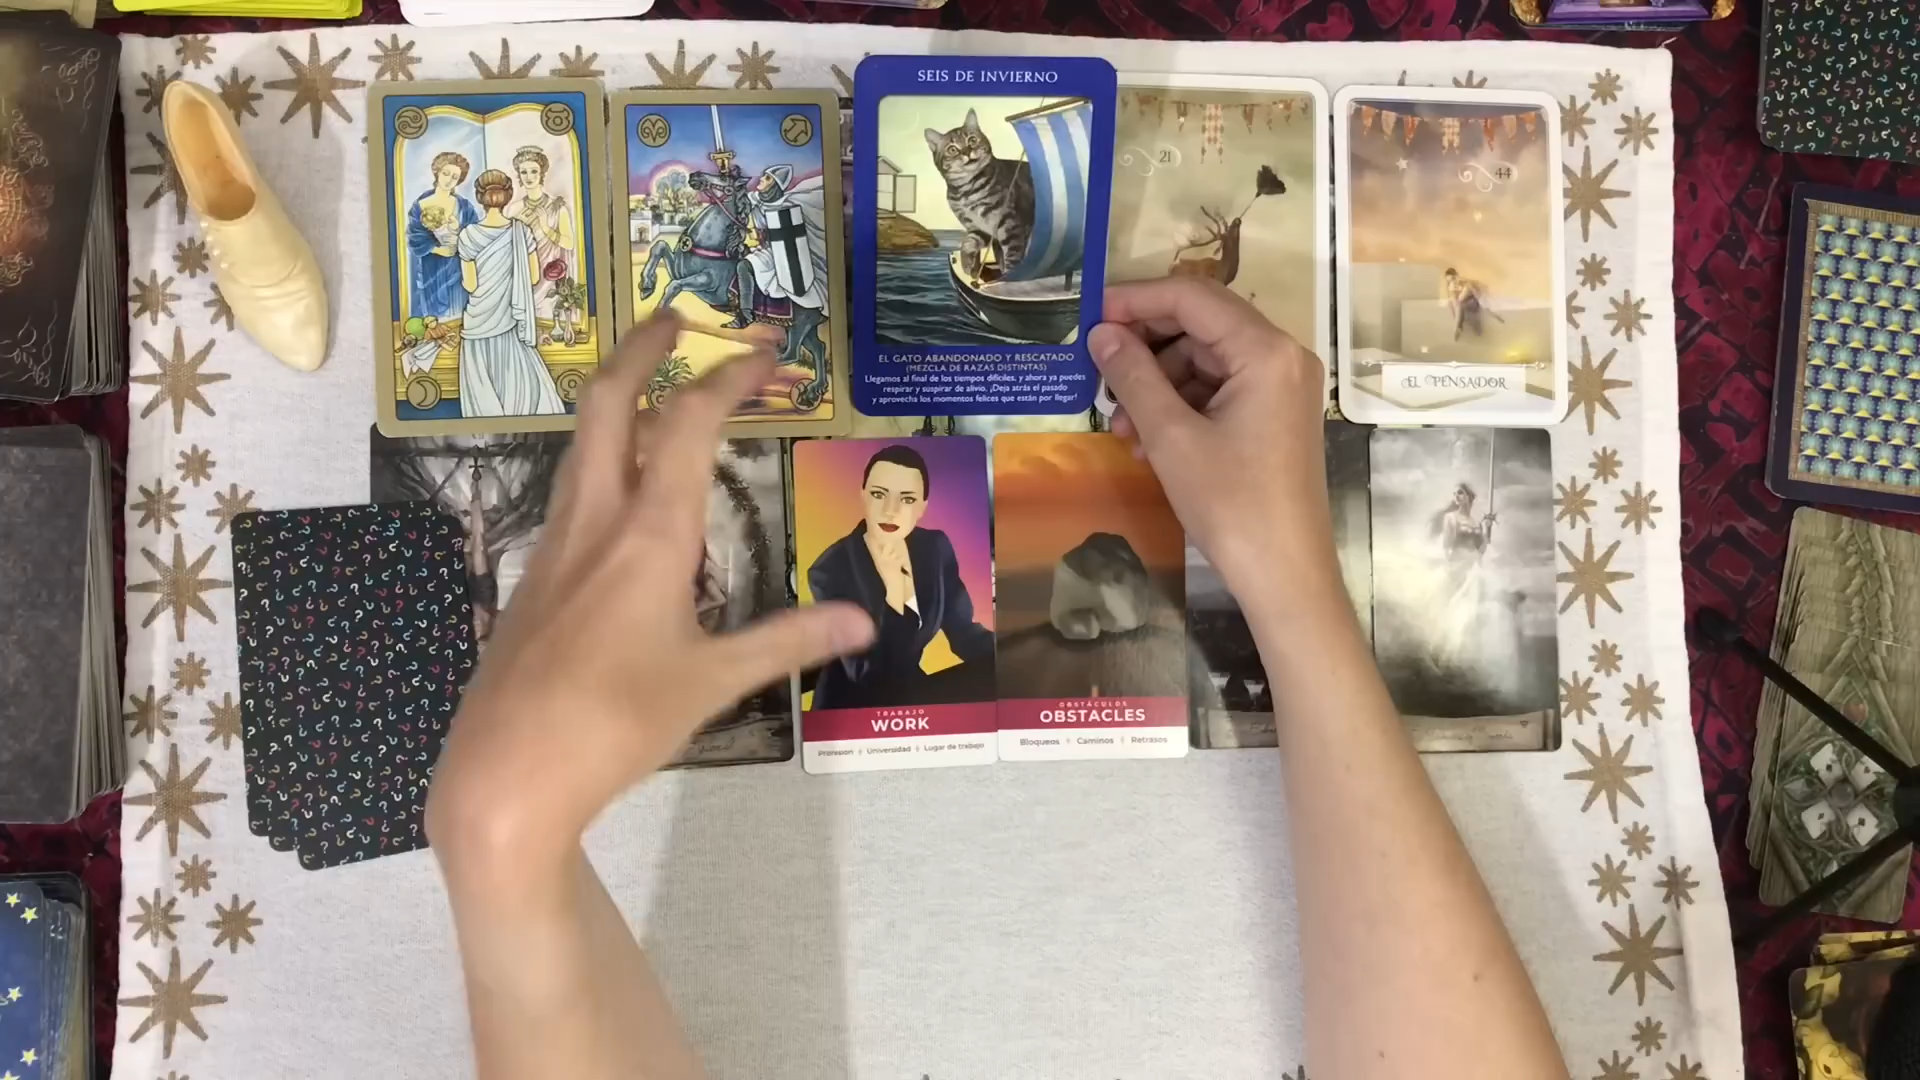 SEIS DE INVIERNO
21
44
EL GATO ABANDONADO Y RESCATADO
(MEZCLA DE RAZAS DISTINTAS)
Llegamos al final de los tiempos difíciles, y ahora ya puedes
respirar y suspirar de alivio. ¡Deja atrás el pasado
y aprovecha los momentos felices que están por llegar!
EL PENSADOR
TRABAJO
WORK
Profesión Universidad Lugar de trabajo
OBSTÁCULOS
OBSTACLES
Bloqueos Caminos Retrasos